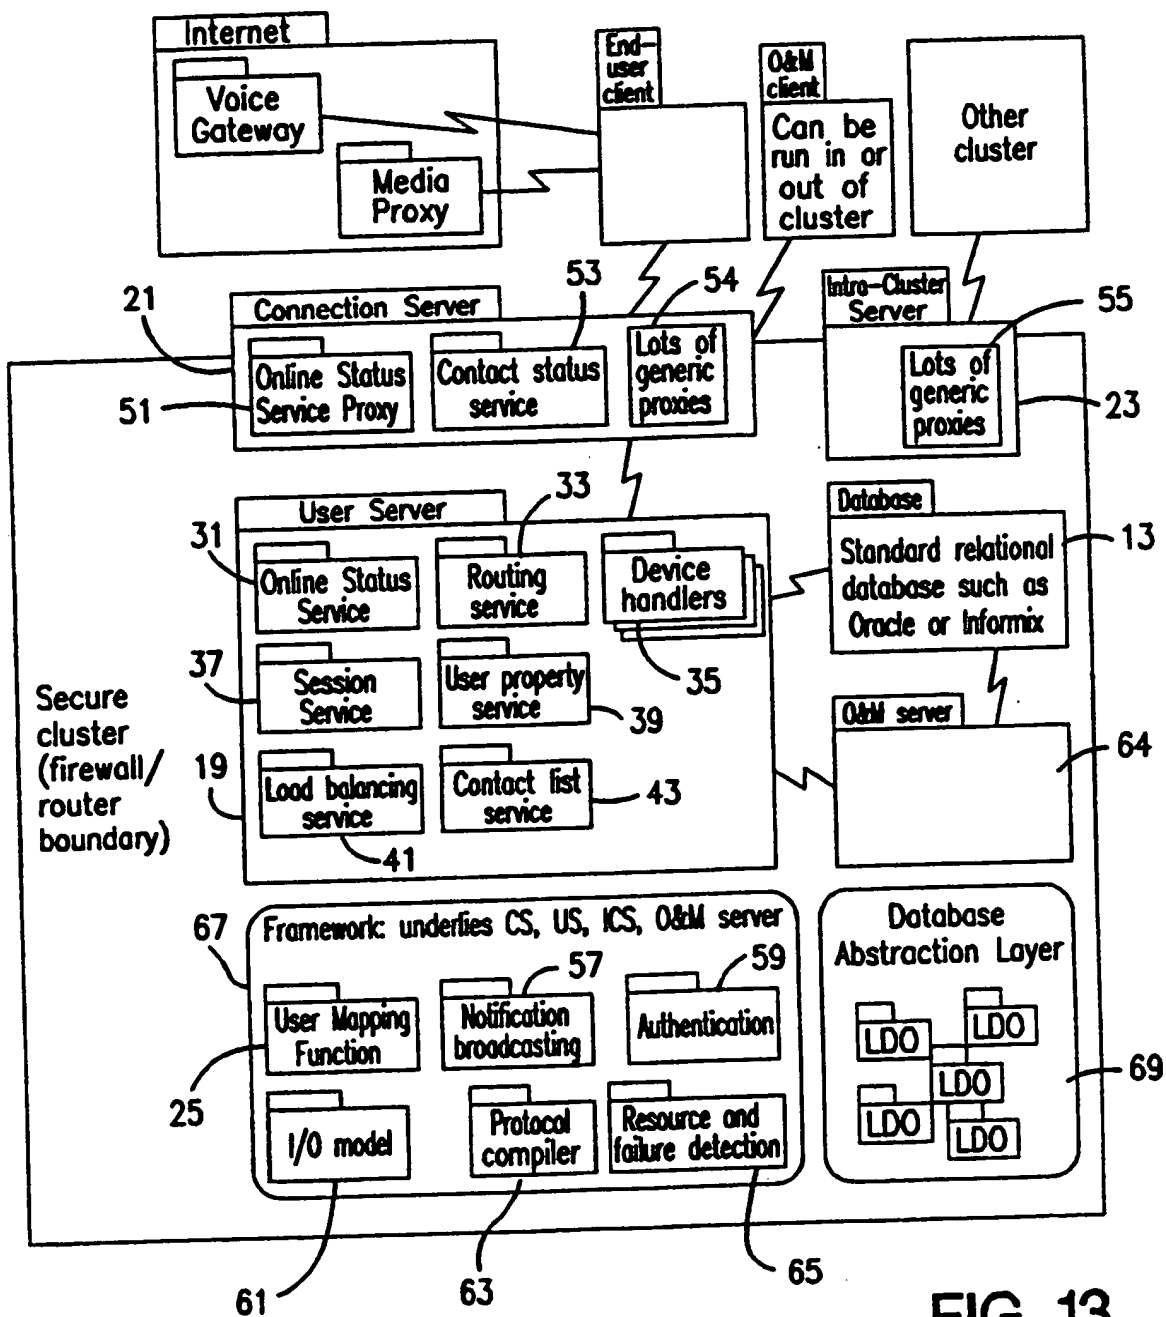 Internet
Voice
Gateway
Media
Proxy
End-
user
client
O&M
client
Can be
run in or
out of
cluster
Other
cluster
21
Connection Server
53
54
Online Status
Service Proxy
51
Contact status
service
Lots of
generic
proxies
Intra-Cluster
Server
55
Lots of
generic
proxies
23
User Server
33
31
Online Status
Service
Routing
service
Device
handlers
35
37
Session
Service
User property
service
39
19
Load balancing
service
41
Contact list
service
43
Database
Standard relational
database such as
Oracle or Informix
13
O&M server
64
Secure
cluster
(firewall/
router
boundary)
67
Framework: underlies CS, US, ICS, O&M server
57
59
User Mapping
Function
25
Notification
broadcasting
Authentication
I/O model
61
Protocol
compiler
63
Resource and
failure detection
65
Database
Abstraction Layer
LDO
LDO
LDO
LDO
LDO
69
FIG. 13